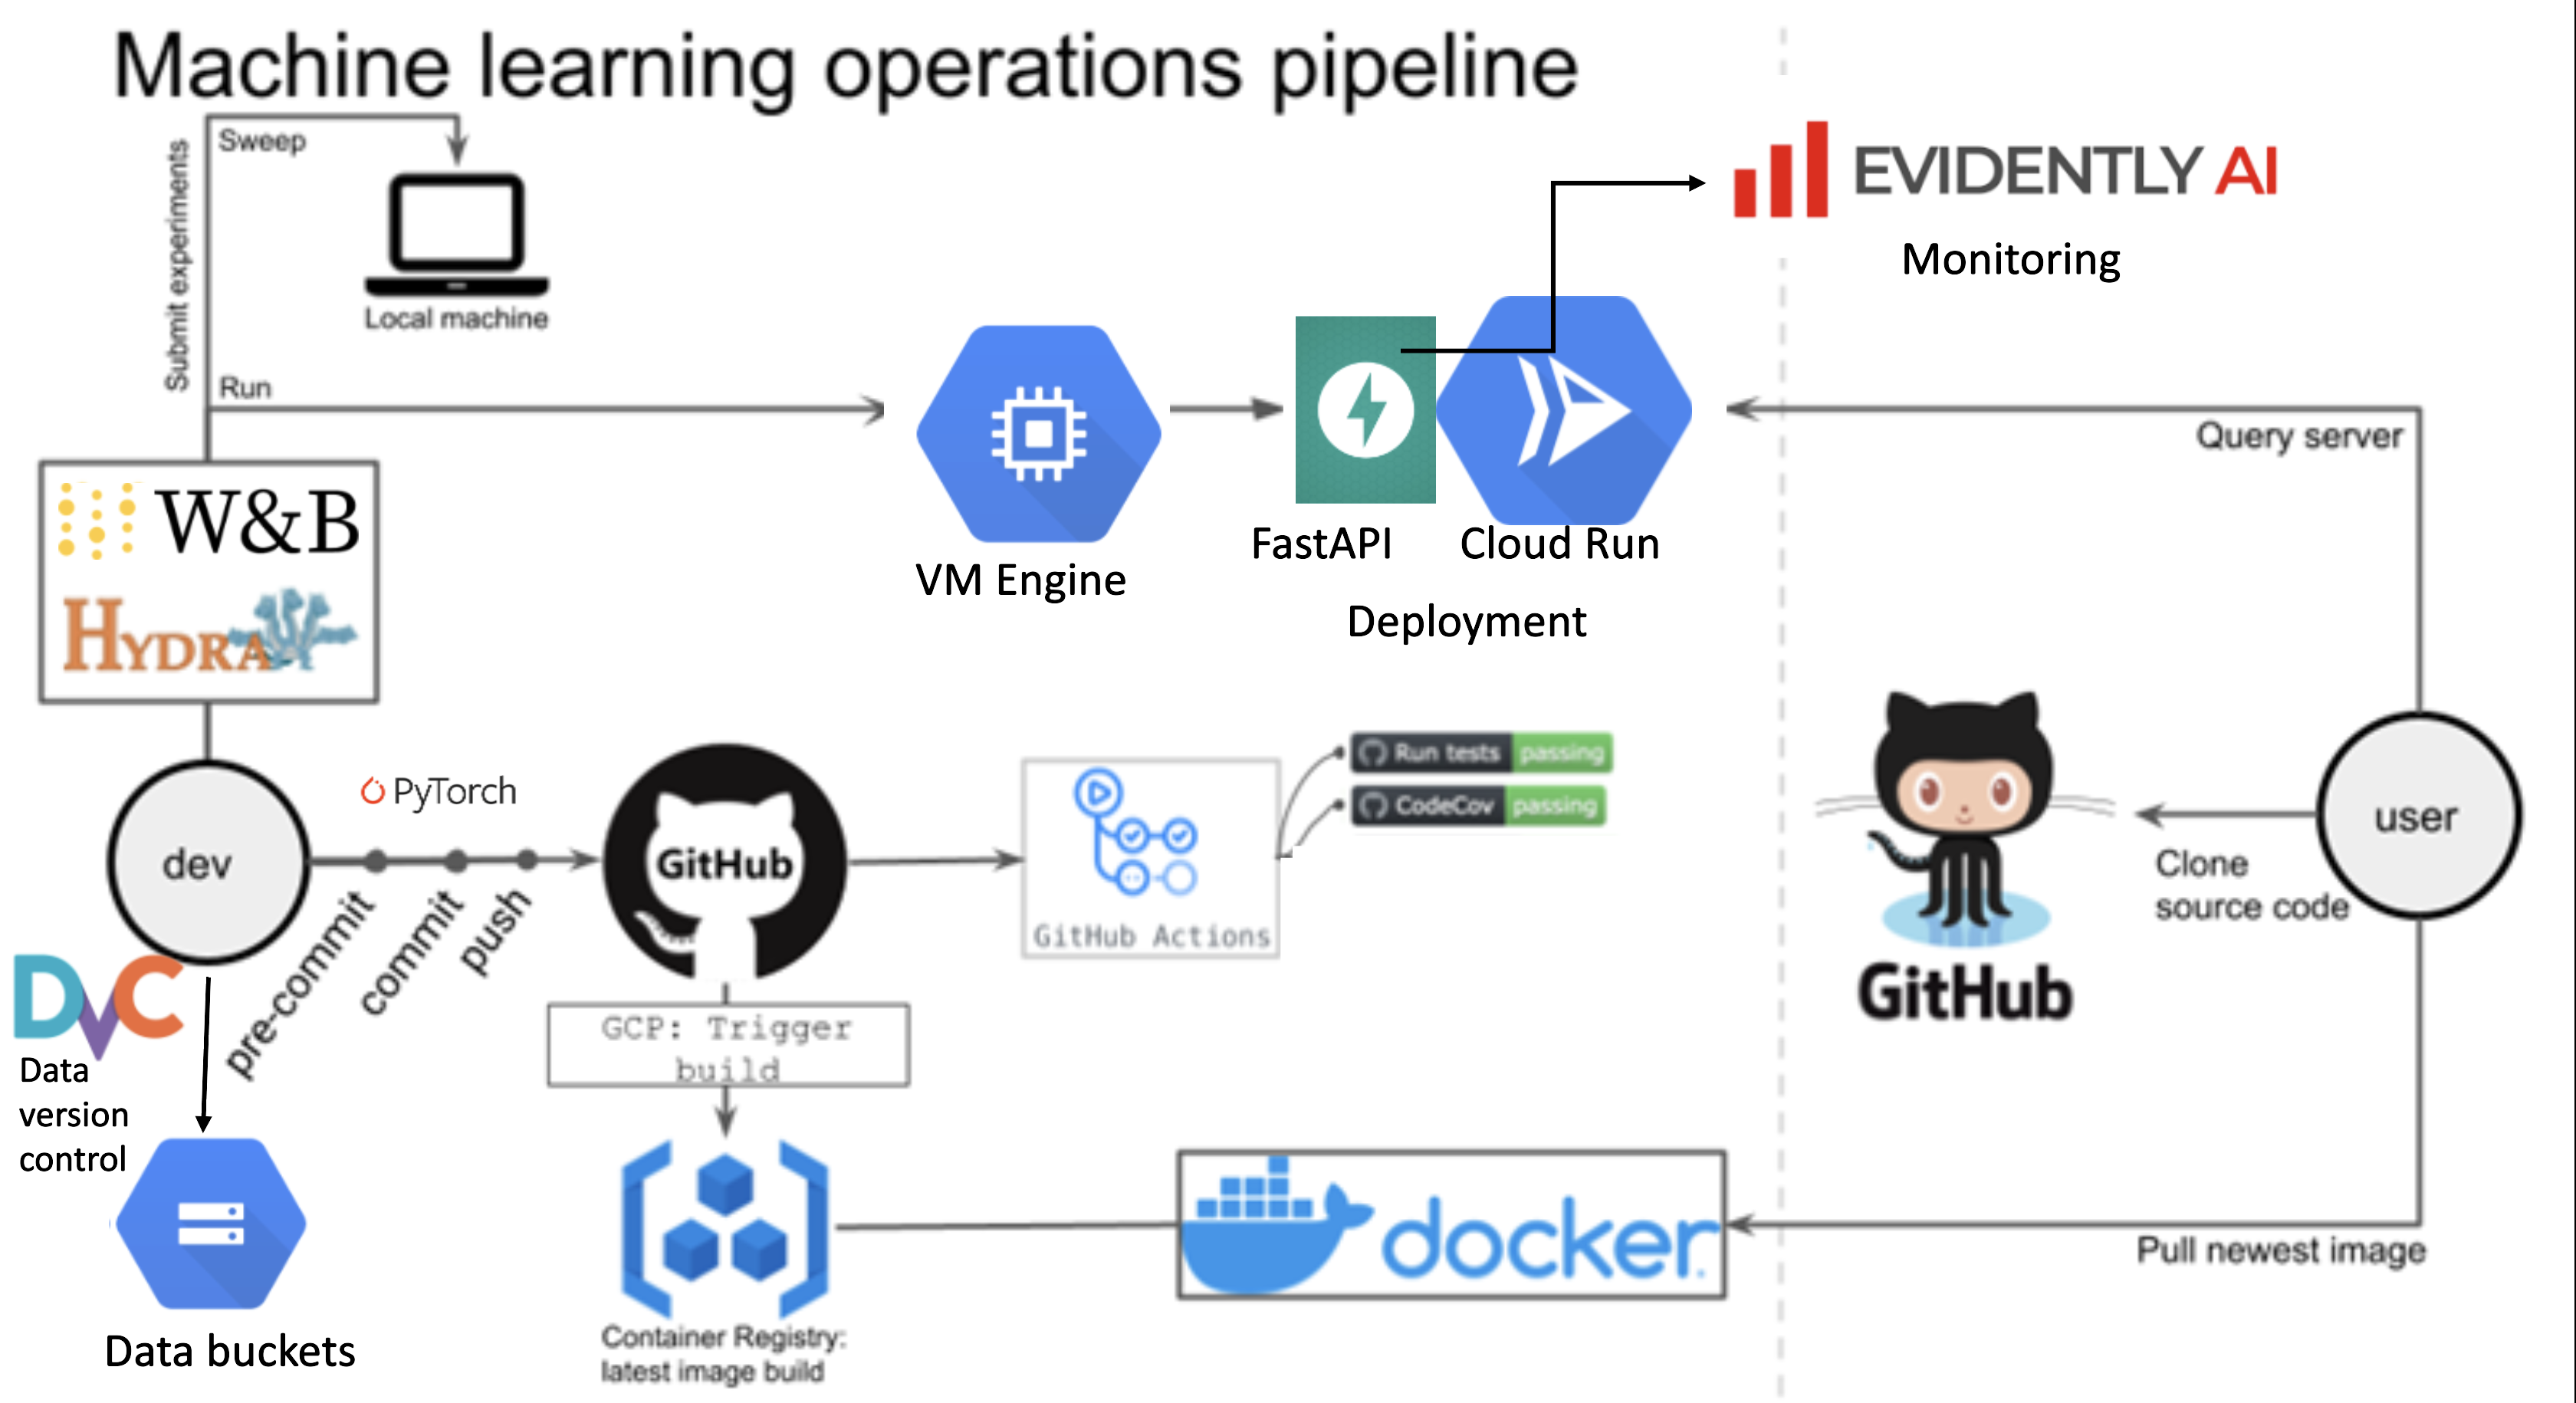 Machine learning operations pipeline
Submit experiments
Sweep
Local machine
Run
EVIDENTLY AI
Monitoring
VM Engine
FastAPI
Cloud Run
Deployment
Query server
W&B
HYDRA
dev
PyTorch
pre-commit
commit
push
GitHub
GitHub Actions
Run tests passing
CodeCov passing
GitHub
Clone
source code
user
DVC
Data
version
control
Data buckets
GCP: Trigger
build
Container Registry:
latest image build
docker
Pull newest image